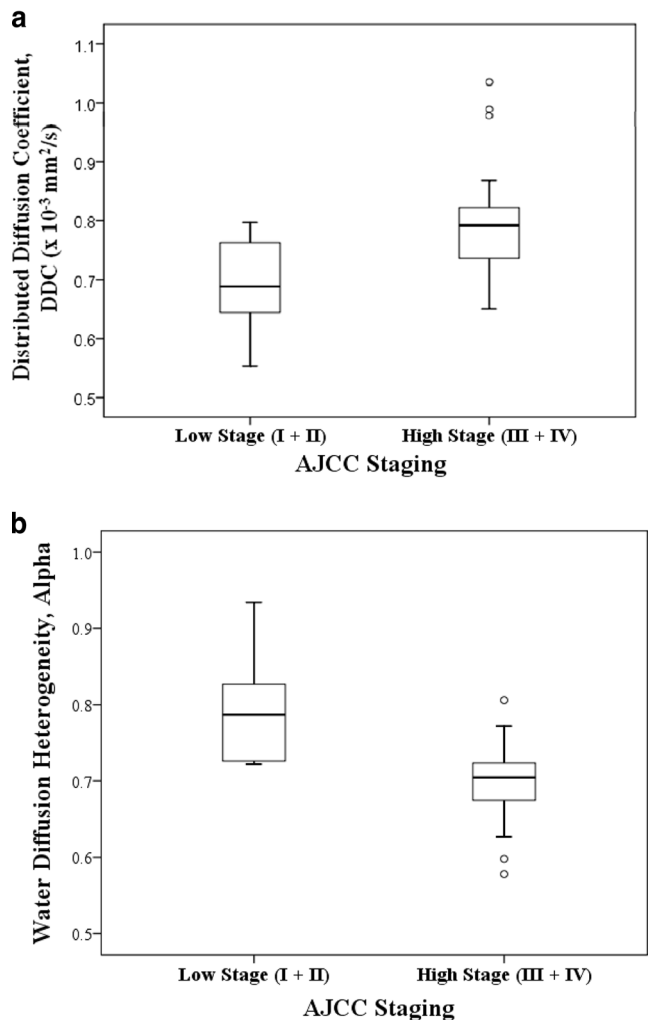 a
Distributed Diffusion Coefficient,
DDC (x 10⁻³ mm²/s)
1.1
1.0
0.9
0.8
0.7
0.6
0.5
Low Stage (I + II) High Stage (III + IV)
AJCC Staging
b
Water Diffusion Heterogeneity, Alpha
1.0
0.9
0.8
0.7
0.6
0.5
Low Stage (I + II) High Stage (III + IV)
AJCC Staging